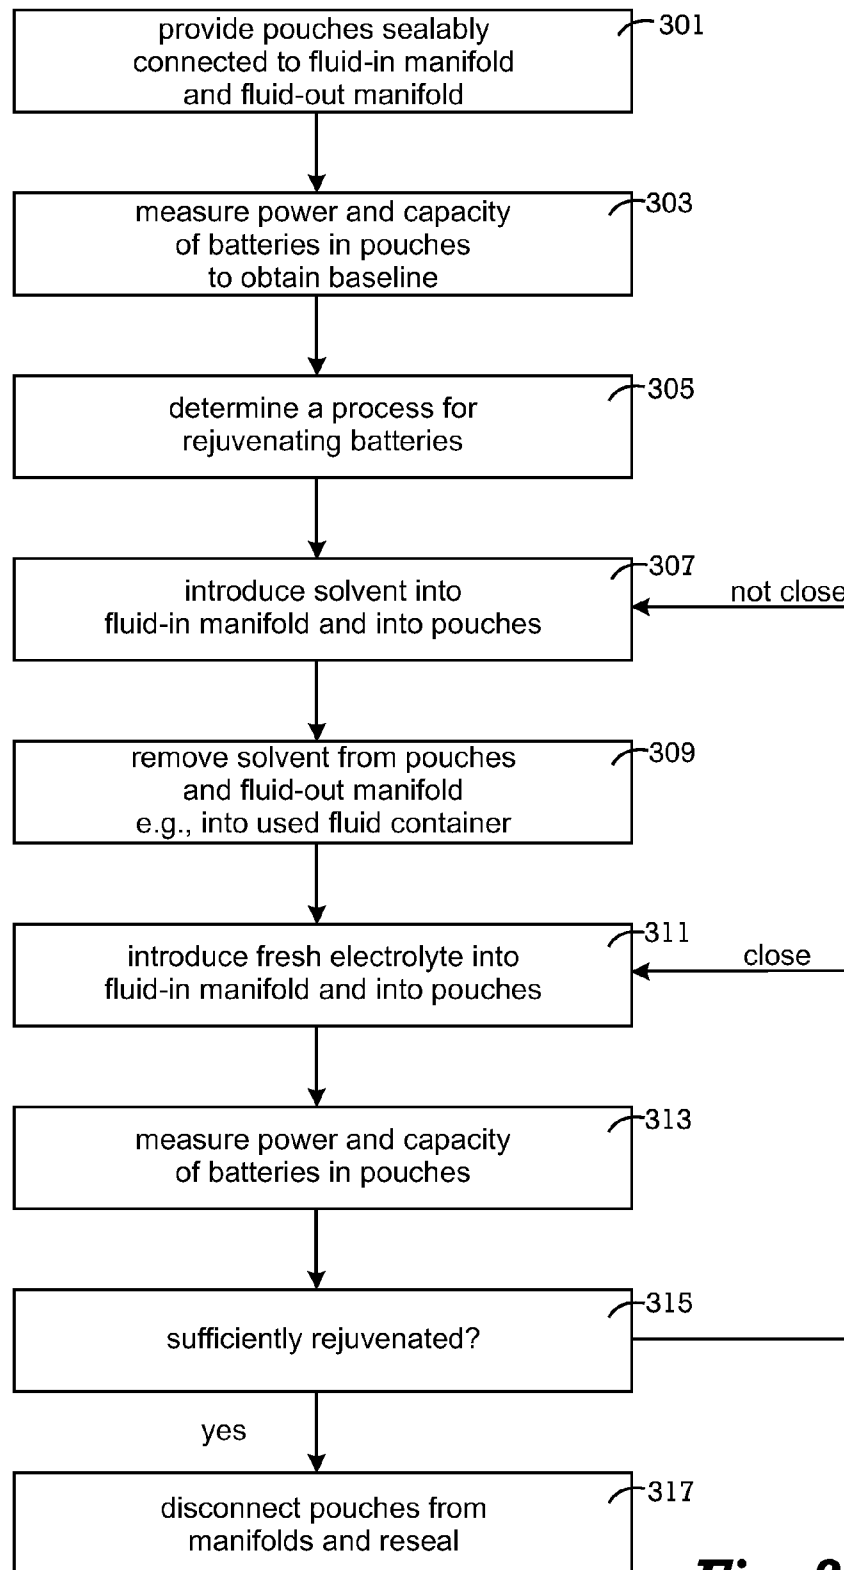 provide pouches sealably
connected to fluid-in manifold
and fluid-out manifold
301
measure power and capacity
of batteries in pouches
to obtain baseline
303
determine a process for
rejuvenating batteries
305
introduce solvent into
fluid-in manifold and into pouches
307
not close
remove solvent from pouches
and fluid-out manifold
e.g., into used fluid container
309
introduce fresh electrolyte into
fluid-in manifold and into pouches
311
close
measure power and capacity
of batteries in pouches
313
sufficiently rejuvenated?
315
yes
disconnect pouches from
manifolds and reseal
317